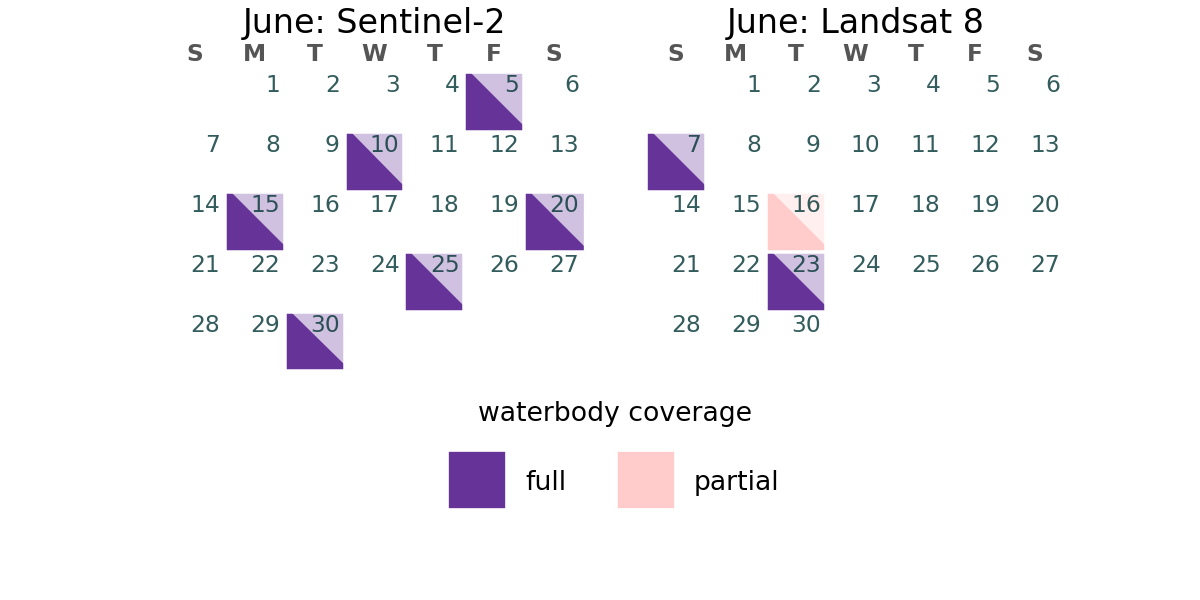 June: Sentinel-2
S M T W T F S
1 2 3 4 5 6
7 8 9 10 11 12 13
14 15 16 17 18 19 20
21 22 23 24 25 26 27
28 29 30
June: Landsat 8
S M T W T F S
1 2 3 4 5 6
7 8 9 10 11 12 13
14 15 16 17 18 19 20
21 22 23 24 25 26 27
28 29 30
waterbody coverage
full partial